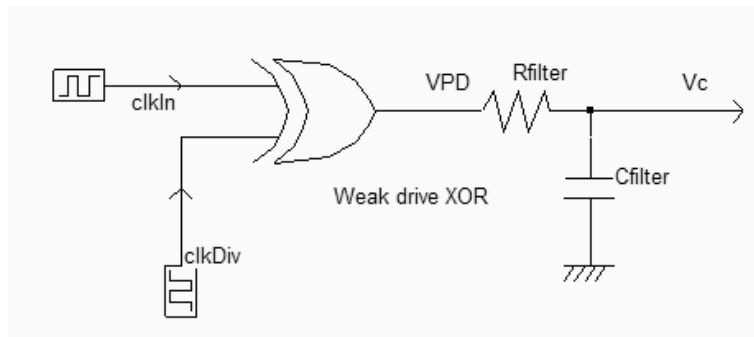 VPD
Rfilter
Vc
clkIn
Cfilter
Weak drive XOR
clkDiv